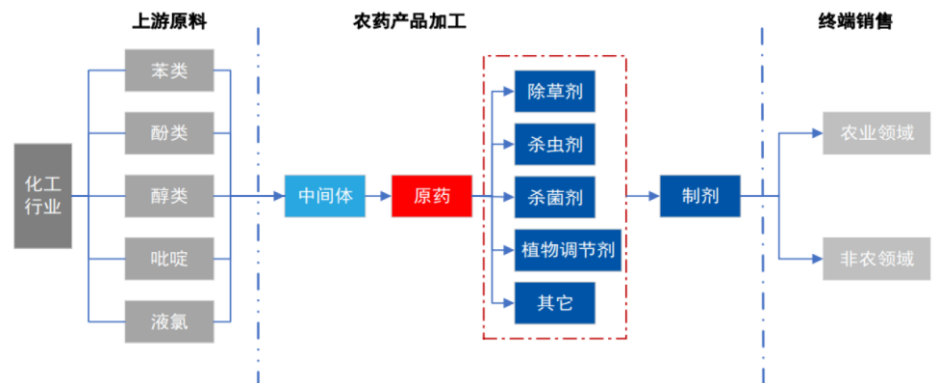 上游原料
农药产品加工
终端销售
化工
行业
苯类
酚类
醇类
吡啶
液氯
中间体
原药
除草剂
杀虫剂
杀菌剂
植物调节剂
其它
制剂
农业领域
非农领域